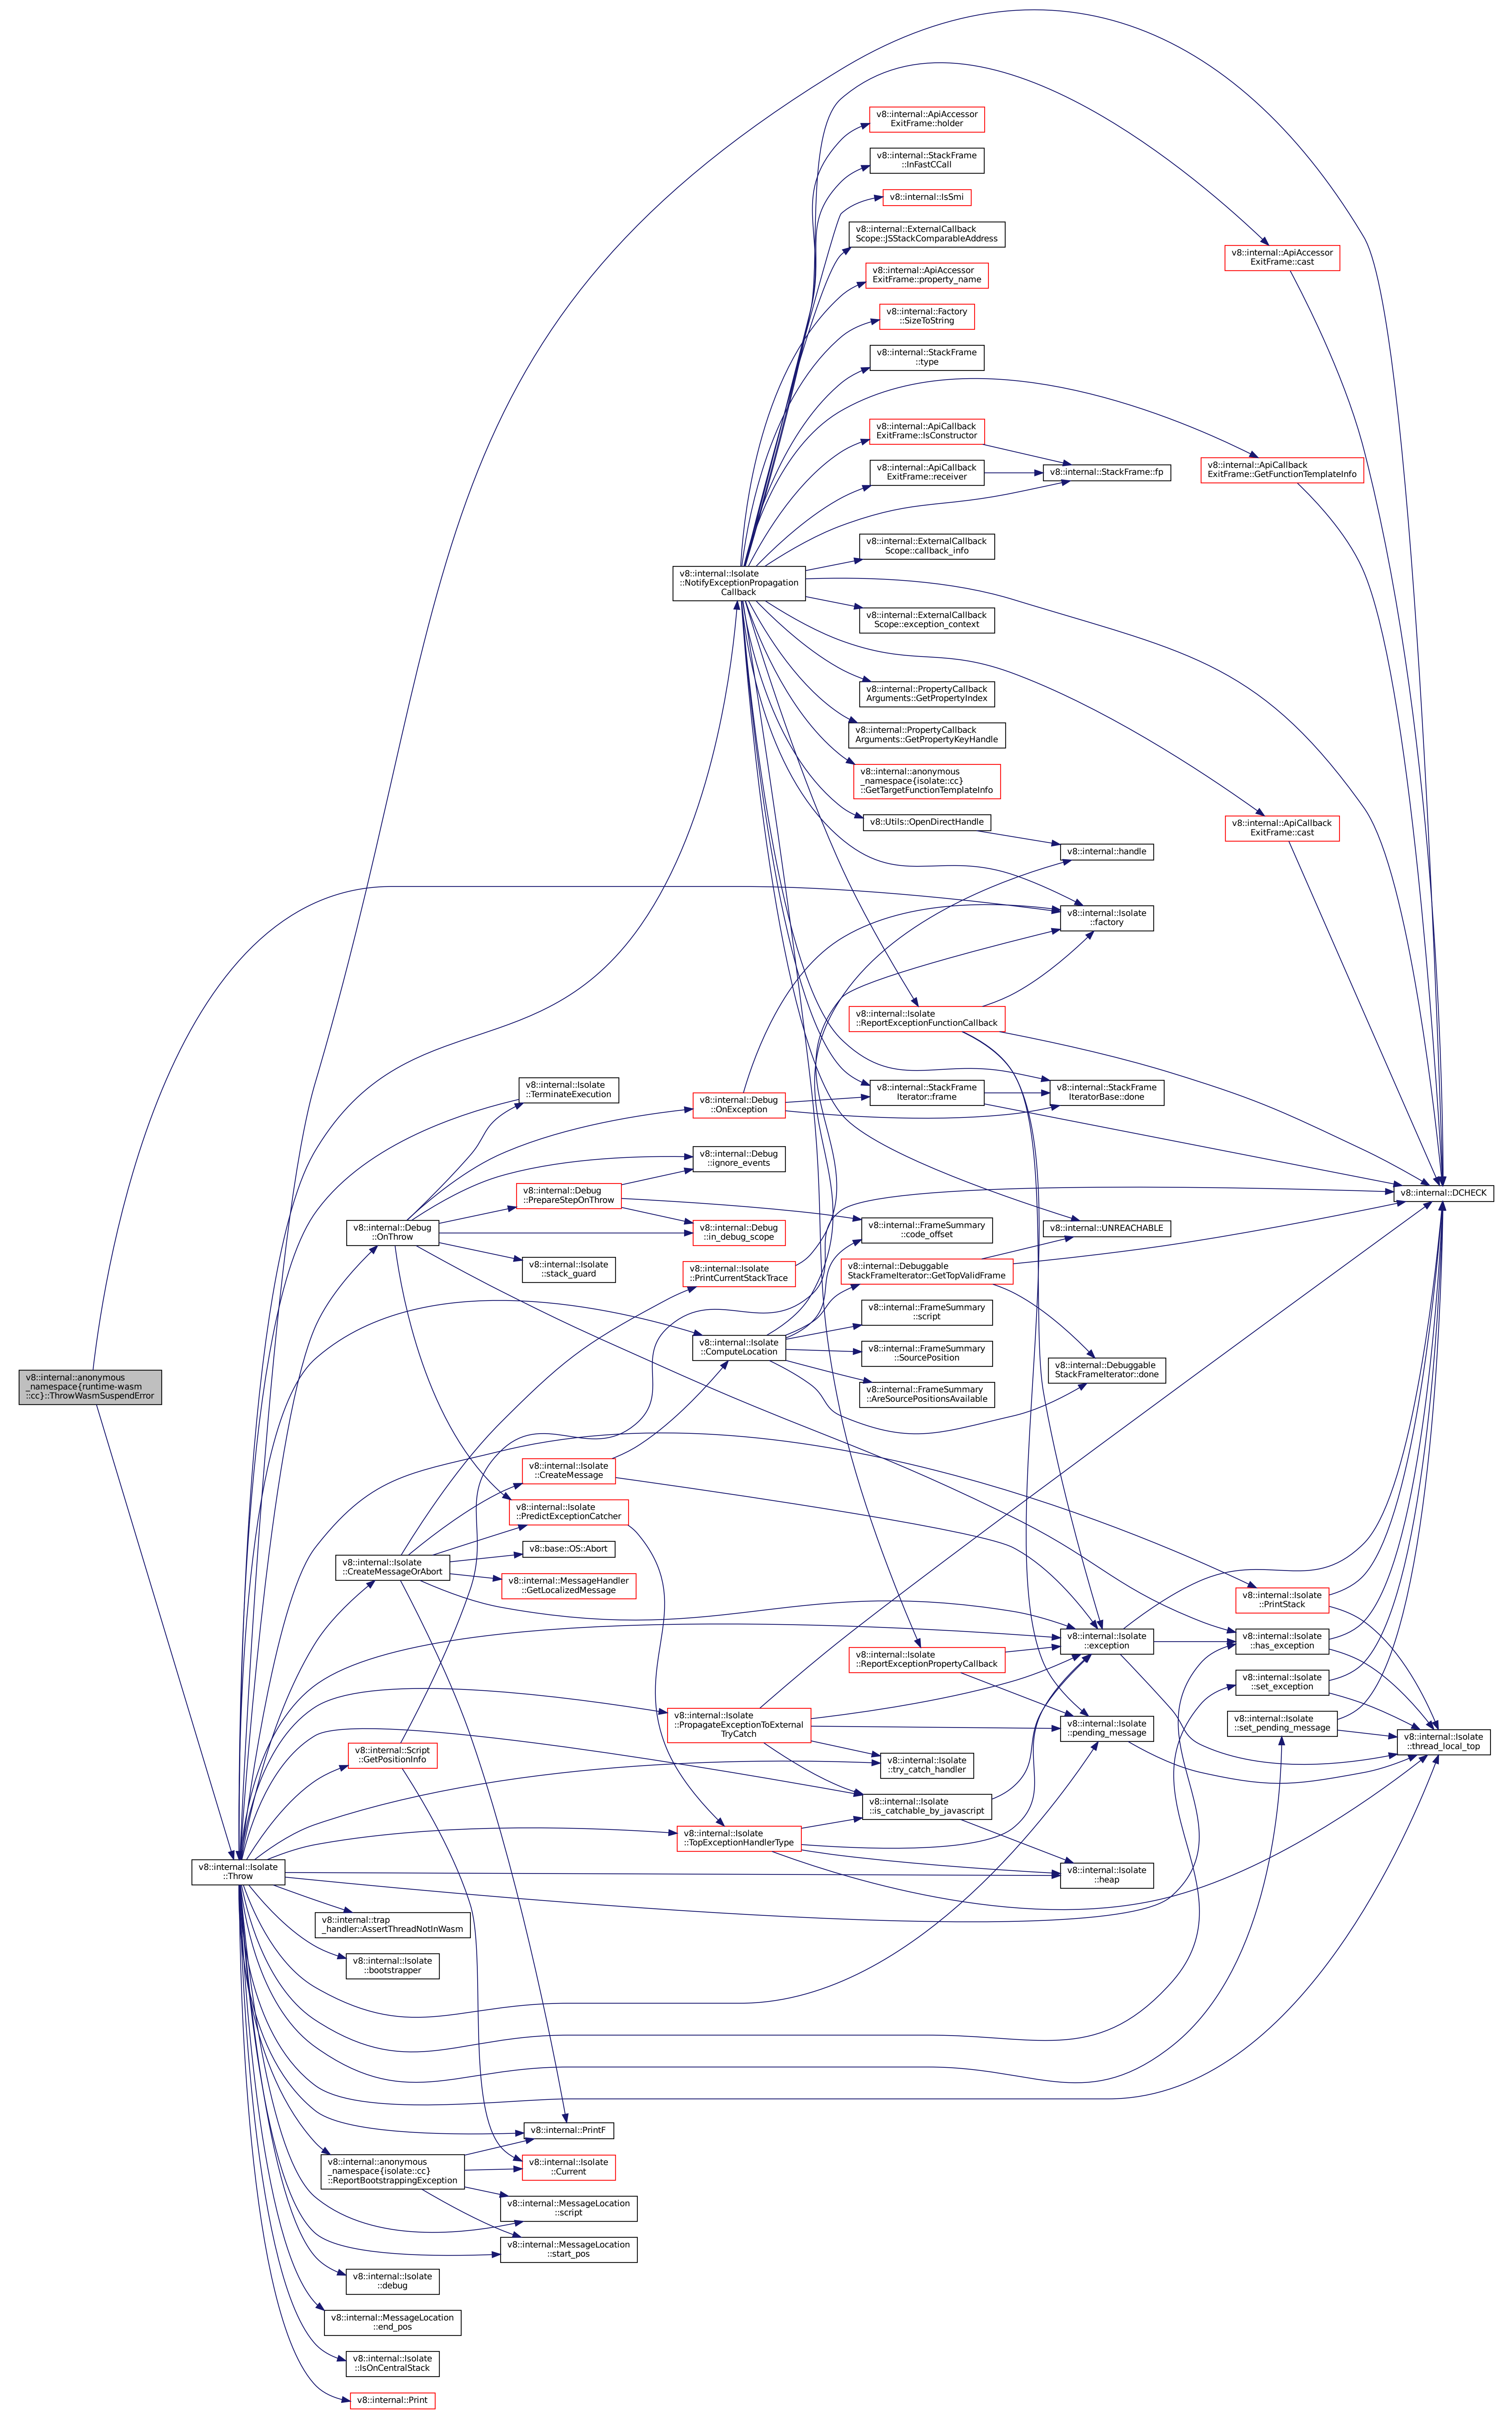 v8::internal::ApiAccessor
ExitFrame::holder
v8::internal::StackFrame
::InFastCCall
v8::internal::IsSmi
v8::internal::ExternalCallback
Scope::JSStackComparableAddress
v8::internal::ApiAccessor
ExitFrame::cast
v8::internal::ApiAccessor
ExitFrame::property_name
v8::internal::Factory
::SizeToString
v8::internal::StackFrame
::type
v8::internal::ApiCallback
ExitFrame::IsConstructor
v8::internal::ApiCallback
ExitFrame::receiver
v8::internal::StackFrame::fp
v8::internal::ApiCallback
ExitFrame::GetFunctionTemplateInfo
v8::internal::ExternalCallback
Scope::callback_info
v8::internal::Isolate
::NotifyExceptionPropagation
Callback
v8::internal::ExternalCallback
Scope::exception_context
v8::internal::PropertyCallback
Arguments::GetPropertyIndex
v8::internal::PropertyCallback
Arguments::GetPropertyKeyHandle
v8::internal::anonymous
_namespace{isolate::cc}
::GetTargetFunctionTemplateInfo
v8::Utils::OpenDirectHandle
v8::internal::ApiCallback
ExitFrame::cast
v8::internal::handle
v8::internal::Isolate
::factory
v8::internal::Isolate
::ReportExceptionFunctionCallback
v8::internal::Isolate
::TerminateExecution
v8::internal::Debug
::OnException
v8::internal::StackFrame
Iterator::frame
v8::internal::StackFrame
IteratorBase::done
v8::internal::Debug
::ignore_events
v8::internal::Debug
::PrepareStepOnThrow
v8::internal::DCHECK
v8::internal::Debug
::OnThrow
v8::internal::Debug
::in_debug_scope
v8::internal::FrameSummary
::code_offset
v8::internal::UNREACHABLE
v8::internal::Isolate
::stack_guard
v8::internal::Isolate
::PrintCurrentStackTrace
v8::internal::Debuggable
StackFrameIterator::GetTopValidFrame
v8::internal::FrameSummary
::script
v8::internal::Isolate
::ComputeLocation
v8::internal::FrameSummary
::SourcePosition
v8::internal::Debuggable
StackFrameIterator::done
v8::internal::anonymous
_namespace{runtime-wasm
::cc}::ThrowWasmSuspendError
v8::internal::FrameSummary
::AreSourcePositionsAvailable
v8::internal::Isolate
::CreateMessage
v8::internal::Isolate
::PredictExceptionCatcher
v8::base::OS::Abort
v8::internal::Isolate
::CreateMessageOrAbort
v8::internal::MessageHandler
::GetLocalizedMessage
v8::internal::Isolate
::PrintStack
v8::internal::Isolate
::exception
v8::internal::Isolate
::has_exception
v8::internal::Isolate
::ReportExceptionPropertyCallback
v8::internal::Isolate
::set_exception
v8::internal::Isolate
::PropagateExceptionToExternal
TryCatch
v8::internal::Isolate
::pending_message
v8::internal::Isolate
::set_pending_message
v8::internal::Isolate
::thread_local_top
v8::internal::Script
::GetPositionInfo
v8::internal::Isolate
::try_catch_handler
v8::internal::Isolate
::is_catchable_by_javascript
v8::internal::Isolate
::TopExceptionHandlerType
v8::internal::Isolate
::Throw
v8::internal::Isolate
::heap
v8::internal::trap
_handler::AssertThreadNotInWasm
v8::internal::Isolate
::bootstrapper
v8::internal::PrintF
v8::internal::anonymous
_namespace{isolate::cc}
::ReportBootstrappingException
v8::internal::Isolate
::Current
v8::internal::MessageLocation
::script
v8::internal::MessageLocation
::start_pos
v8::internal::Isolate
::debug
v8::internal::MessageLocation
::end_pos
v8::internal::Isolate
::IsOnCentralStack
v8::internal::Print